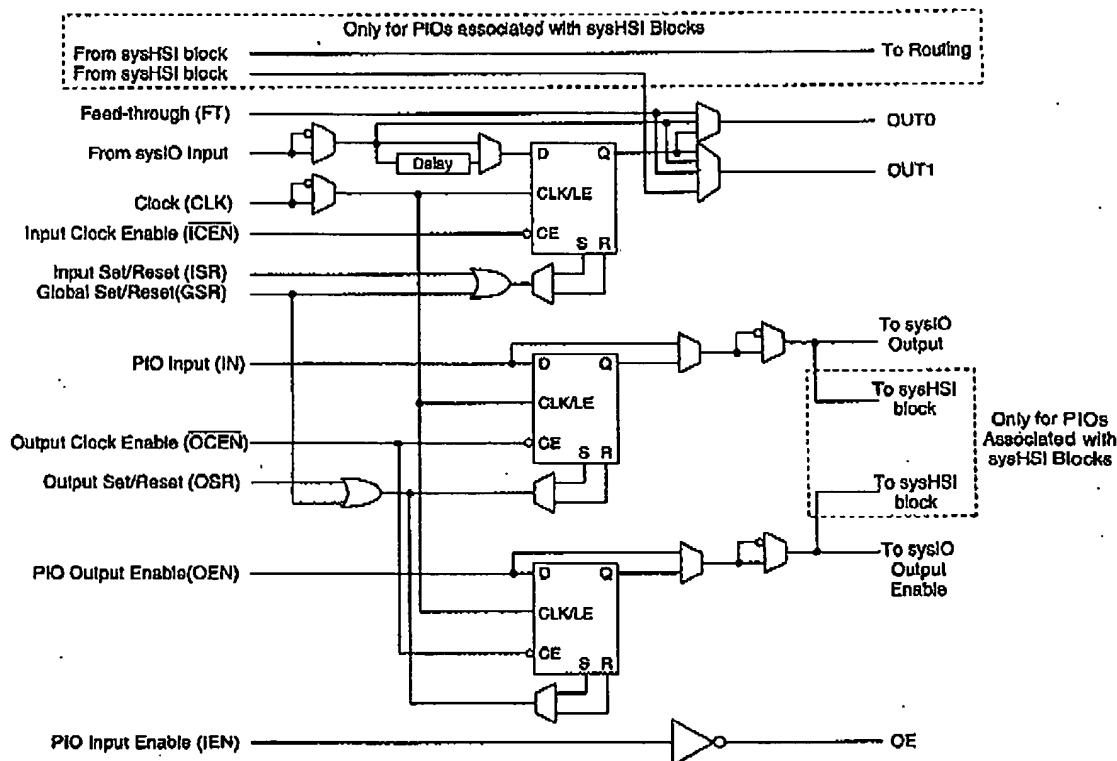 Only for PIOs associated with sysHSI Blocks
From sysHSI block
To Routing
From sysHSI block
Feed-through (FT)
OUT0
From sysIO Input
Delay
D
Q
OUT1
Clock (CLK)
CLK/LE
Input Clock Enable (ICEN)
CE
S R
Input Set/Reset (ISR)
Global Set/Reset(GSR)
PIO Input (IN)
D
Q
To sysIO
Output
CLK/LE
To sysHSI
block
Only for PIOs
Associated with
sysHSI Blocks
Output Clock Enable (OCEN)
CE
S R
Output Set/Reset (OSR)
To sysHSI
block
PIO Output Enable(OEN)
D
Q
To sysIO
Output
Enable
CLK/LE
CE
S R
PIO Input Enable (IEN)
OE